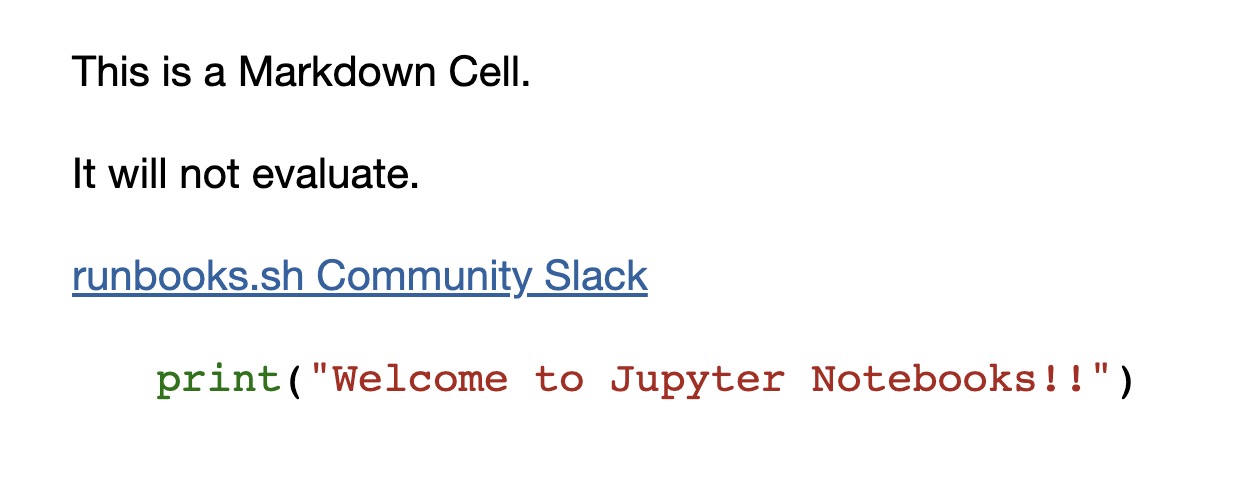 This is a Markdown Cell.
It will not evaluate.
runbooks.sh Community Slack
print("Welcome to Jupyter Notebooks!!")